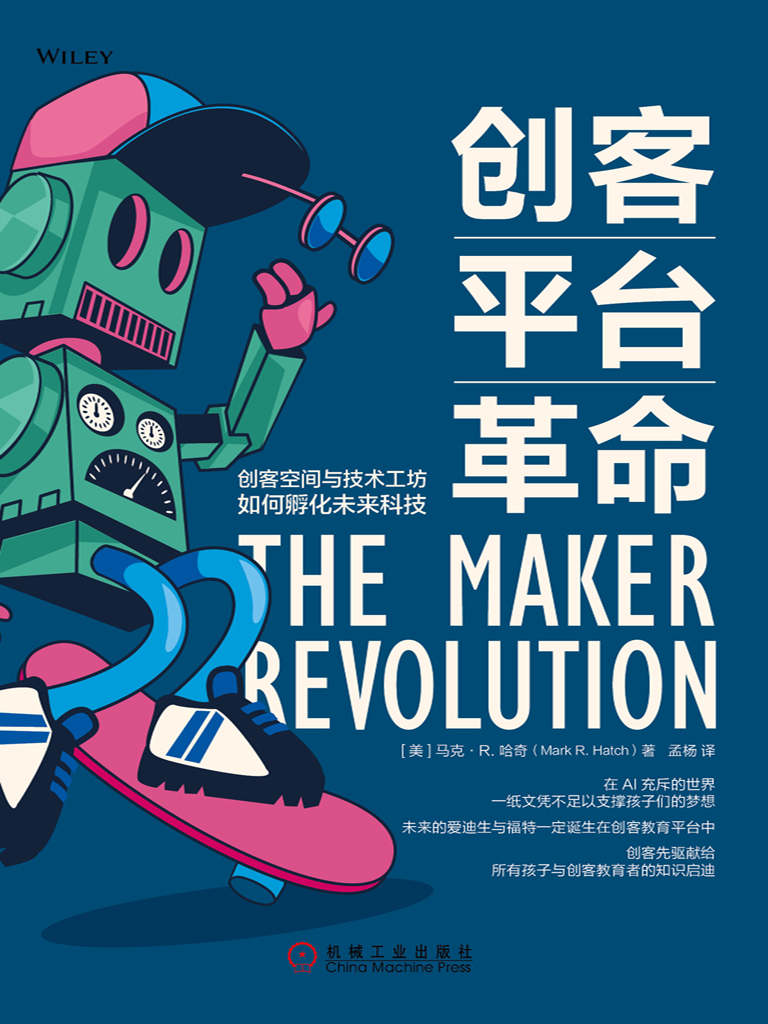 WILEY
创客
平台
革命
创客空间与技术工坊
如何孵化未来科技
THE MAKER
REVOLUTION
[ 美 ] 马克 · R. 哈奇（Mark R. Hatch）著 孟杨 译
在 AI 充斥的世界
一纸文凭不足以支撑孩子们的梦想
未来的爱迪生与福特一定诞生在创客教育平台中
创客先驱献给
所有孩子与创客教育者的知识启迪
机械工业出版社
China Machine Press